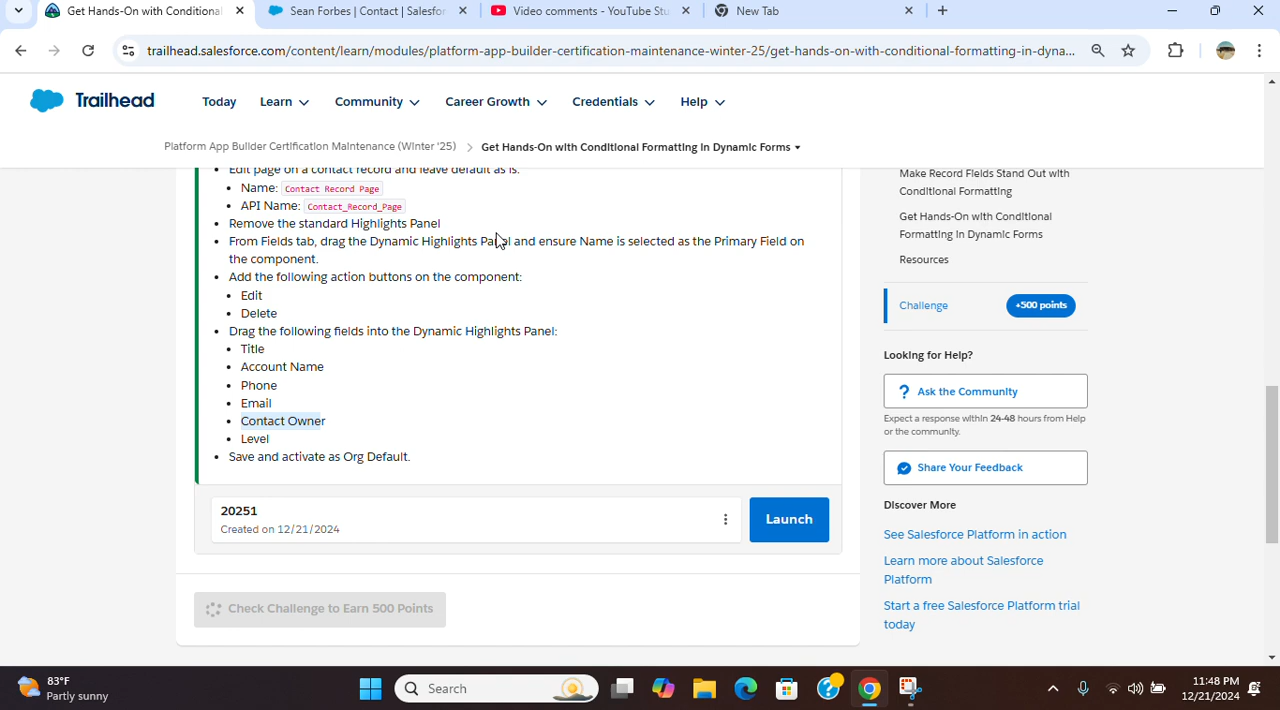 Get Hands-On with Conditional
Sean Forbes | Contact | Salesfor
Video comments - YouTube Stu
New Tab
trailhead.salesforce.com/content/learn/modules/platform-app-builder-certification-maintenance-winter-25/get-hands-on-with-conditional-formatting-in-dyna...
Trailhead
Today
Learn
Community
Career Growth
Credentials
Help
Platform App Builder Certification Maintenance (Winter '25)
Get Hands-On with Conditional Formatting in Dynamic Forms
Edit page on a contact record and leave default as is.
Name: Contact Record Page
API Name: Contact_Record_Page
Remove the standard Highlights Panel
From Fields tab, drag the Dynamic Highlights Panel and ensure Name is selected as the Primary Field on
the component.
Add the following action buttons on the component:
Edit
Delete
Drag the following fields into the Dynamic Highlights Panel:
Title
Account Name
Phone
Email
Contact Owner
Level
Save and activate as Org Default.
20251
Created on 12/21/2024
Launch
Check Challenge to Earn 500 Points
Make Record Fields Stand Out with
Conditional Formatting
Get Hands-On with Conditional
Formatting in Dynamic Forms
Resources
Challenge
+500 points
Looking for Help?
? Ask the Community
Expect a response within 24-48 hours from Help
or the community.
Share Your Feedback
Discover More
See Salesforce Platform in action
Learn more about Salesforce
Platform
Start a free Salesforce Platform trial
today
83°F
Partly sunny
Search
11:48 PM
12/21/2024